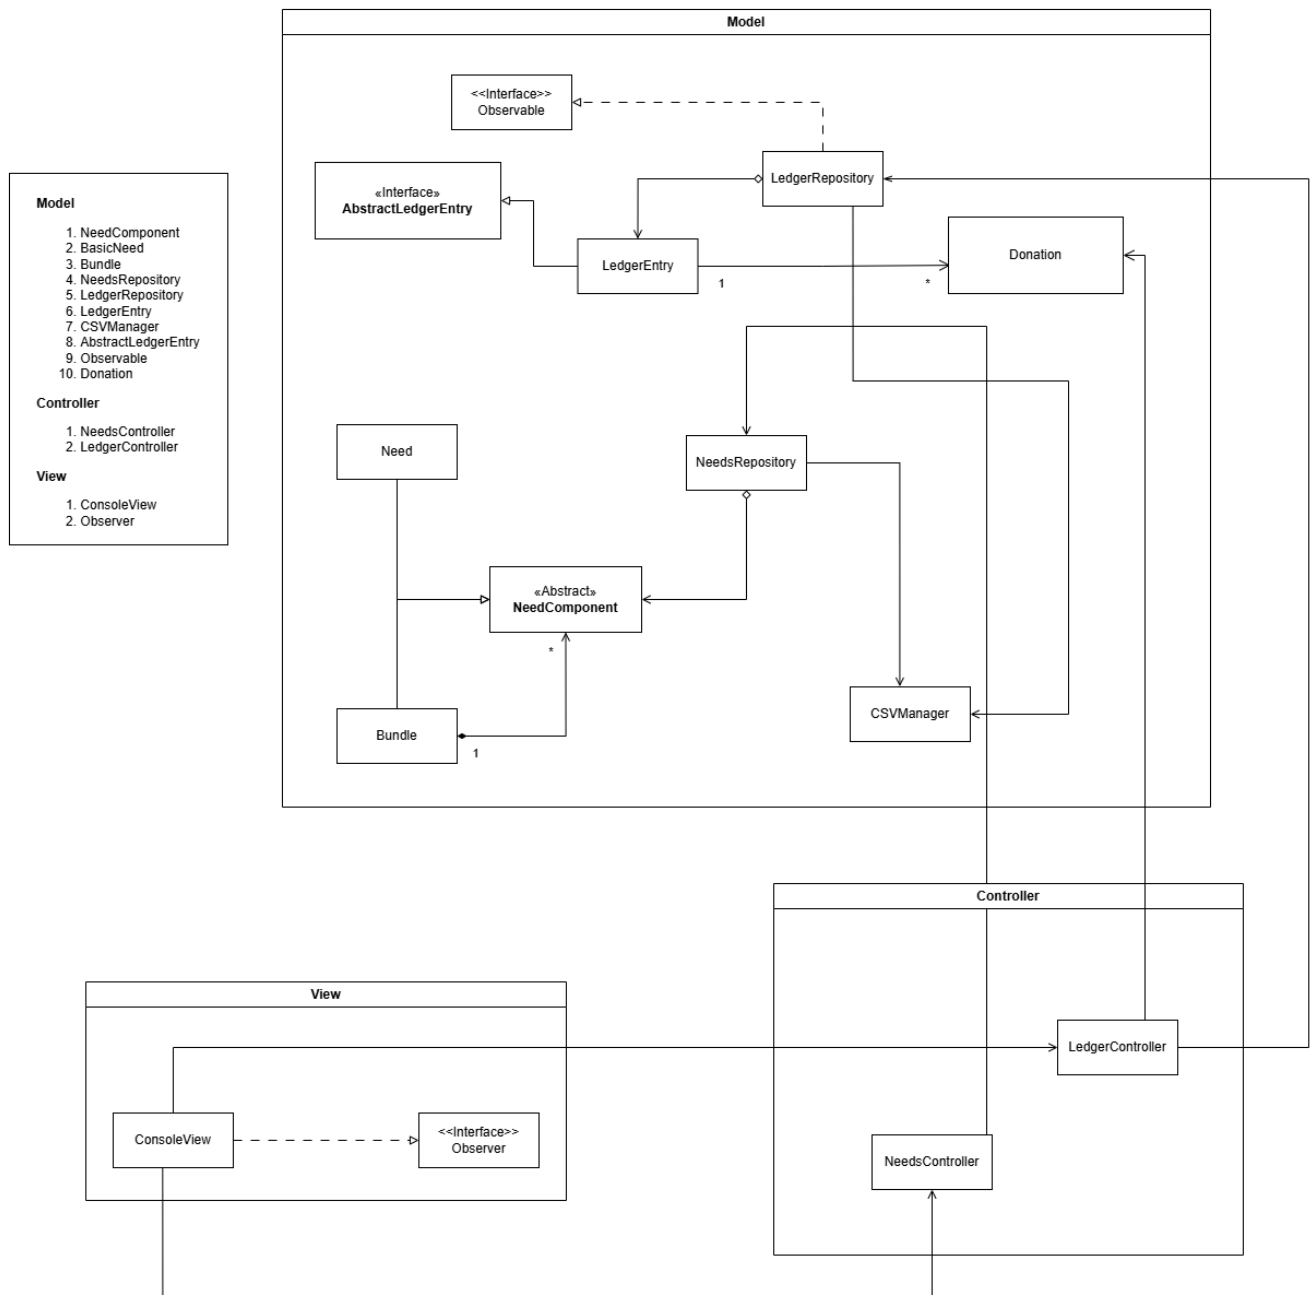 Model
<<Interface>>
Observable
LedgerRepository
«Interface»
AbstractLedgerEntry
LedgerEntry
1
*
Donation
Model
1. NeedComponent
2. BasicNeed
3. Bundle
4. NeedsRepository
5. LedgerRepository
6. LedgerEntry
7. CSVManager
8. AbstractLedgerEntry
9. Observable
10. Donation
Controller
1. NeedsController
2. LedgerController
View
1. ConsoleView
2. Observer
Need
NeedsRepository
«Abstract»
NeedComponent
*
Bundle
1
CSVManager
Controller
LedgerController
NeedsController
View
ConsoleView
<<Interface>>
Observer